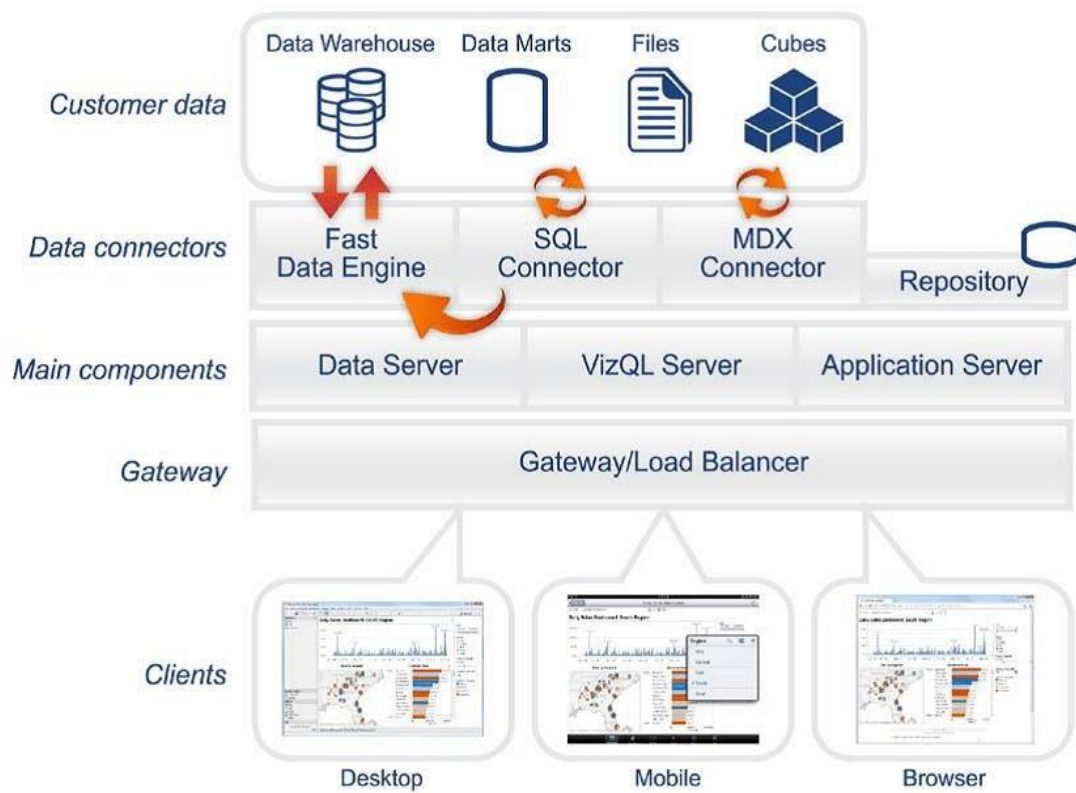 Data Warehouse
Data Marts
Files
Cubes
Customer data
Data connectors
Fast
Data Engine
SQL
Connector
MDX
Connector
Repository
Main components
Data Server
VizQL Server
Application Server
Gateway
Gateway/Load Balancer
Clients
Desktop
Mobile
Browser